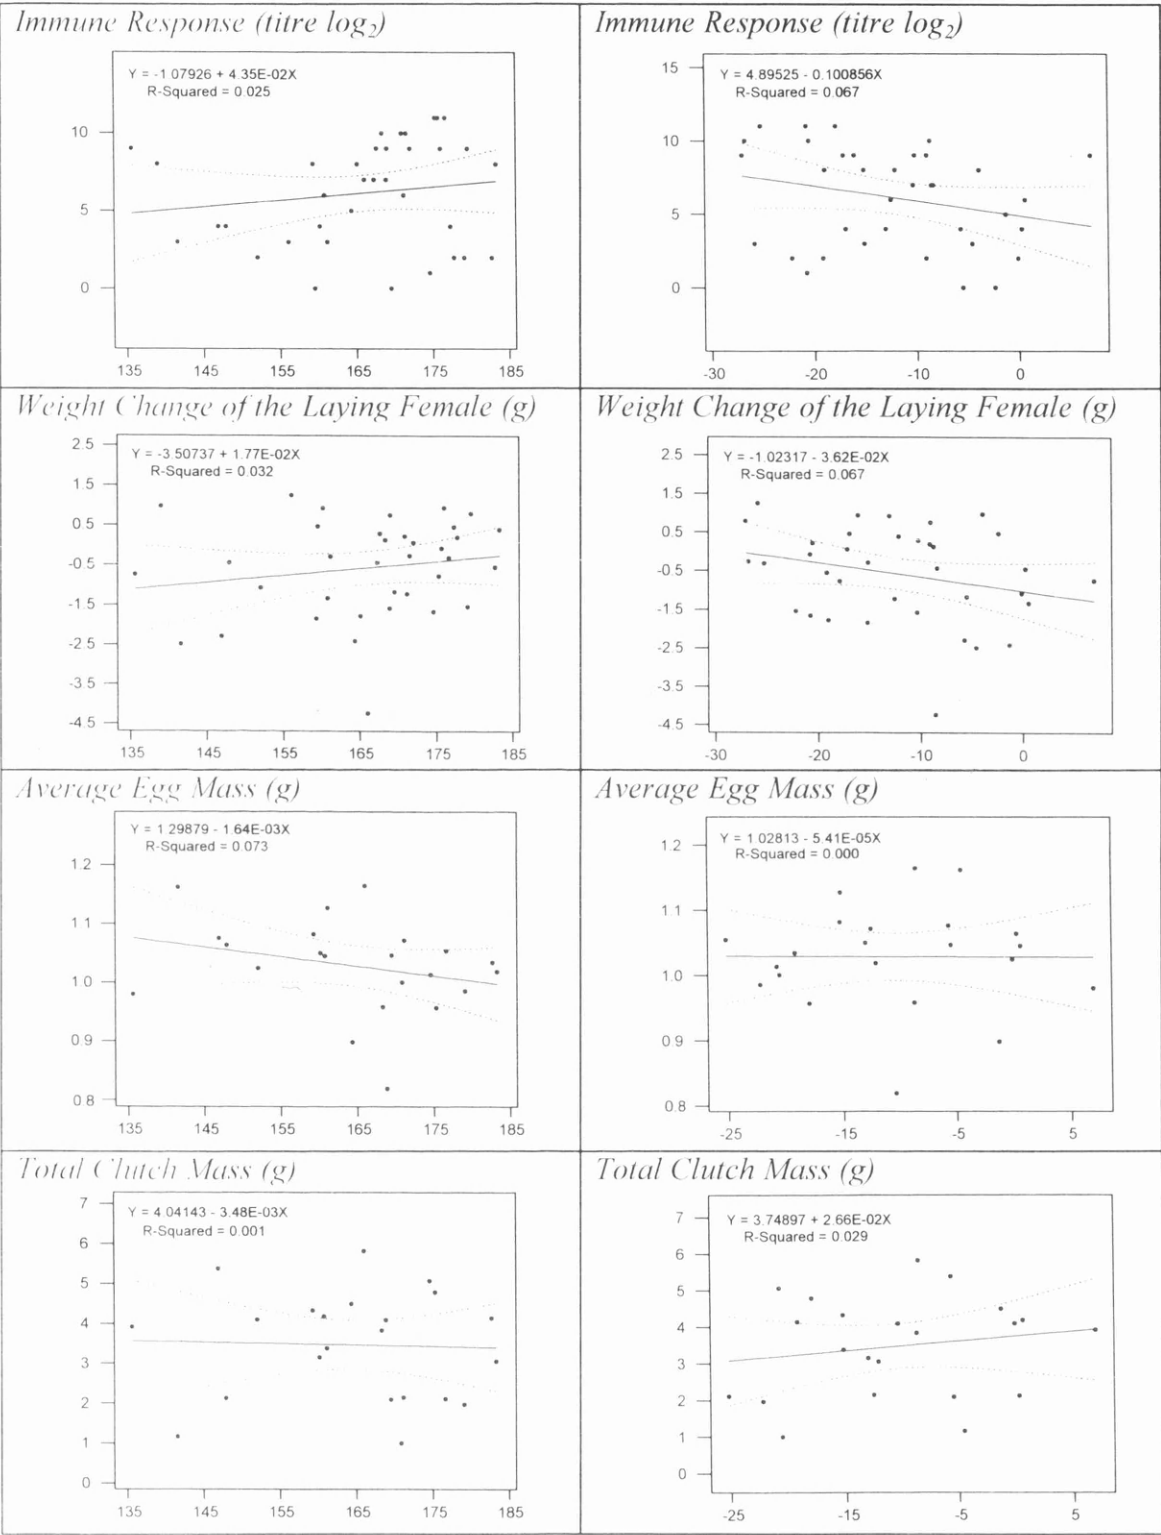 Immune Response (titre log2)
Y = -1 07926 + 4.35E-02X
R-Squared = 0.025
10
5
0
135 145 155 165 175 185
Immune Response (titre log2)
Y = 4.89525 - 0.100856X
R-Squared = 0.067
15
10
5
0
-30 -20 -10 0
Weight Change of the Laying Female (g)
Y = -3.50737 + 1.77E-02X
R-Squared = 0.032
2.5
1.5
0.5
-0.5
-1.5
-2.5
-3.5
-4.5
135 145 155 165 175 185
Weight Change of the Laying Female (g)
Y = -1.02317 - 3.62E-02X
R-Squared = 0.067
2.5
1.5
0.5
-0.5
-1.5
-2.5
-3.5
-4.5
-30 -20 -10 0
Average Egg Mass (g)
Y = 1 29879 - 1.64E-03X
R-Squared = 0.073
1.2
1.1
1.0
0.9
0.8
135 145 155 165 175 185
Average Egg Mass (g)
Y = 1 02813 - 5.41E-05X
R-Squared = 0.000
1.2
1.1
1.0
0.9
0.8
-25 -15 -5 5
Total Clutch Mass (g)
Y = 4 04143 - 3.48E-03X
R-Squared = 0.001
7
6
5
4
3
2
1
0
135 145 155 165 175 185
Total Clutch Mass (g)
Y = 3.74897 + 2.66E-02X
R-Squared = 0.029
7
6
5
4
3
2
1
0
-25 -15 -5 5